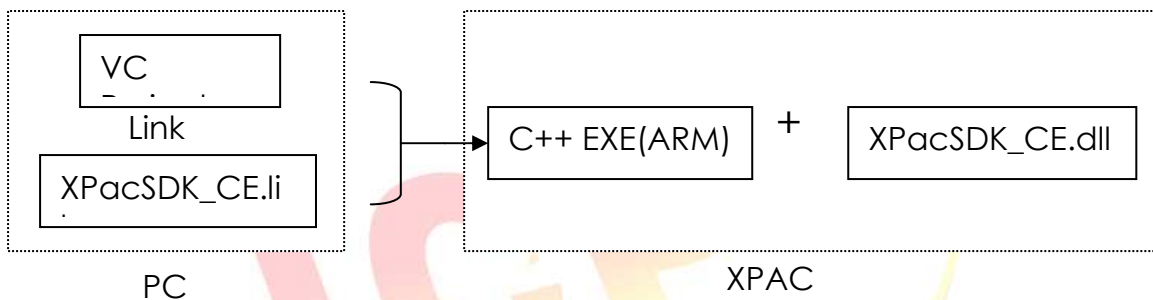 VC
Link
XPacSDK_CE.li
PC
C++ EXE(ARM)
+
XPacSDK_CE.dll
XPAC